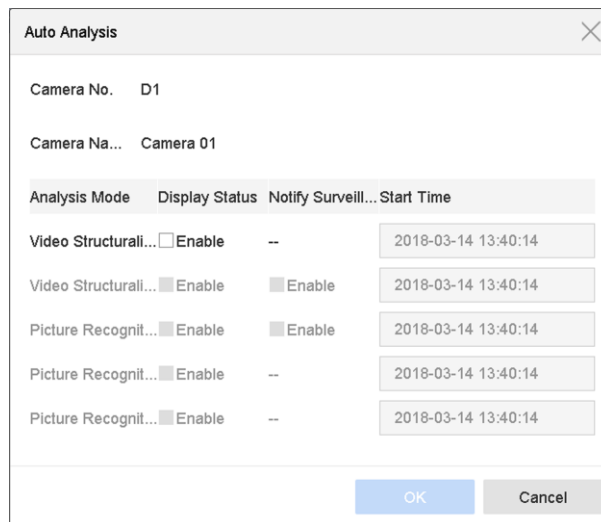 Auto Analysis
Camera No. D1
Camera Na... Camera 01
Analysis Mode Display Status Notify Surveill... Start Time
Video Structurali... Enable -- 2018-03-14 13:40:14
Video Structurali... Enable Enable 2018-03-14 13:40:14
Picture Recognit... Enable Enable 2018-03-14 13:40:14
Picture Recognit... Enable -- 2018-03-14 13:40:14
Picture Recognit... Enable -- 2018-03-14 13:40:14
OK Cancel